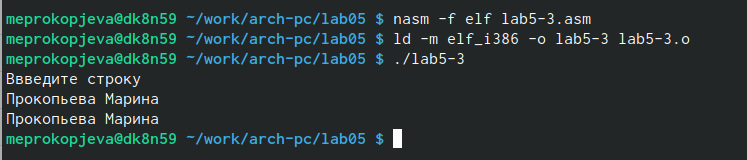 meprokopjeva@dk8n59 ~/work/arch-pc/lab05 $ nasm -f elf lab5-3.asm
meprokopjeva@dk8n59 ~/work/arch-pc/lab05 $ ld -m elf_i386 -o lab5-3 lab5-3.o
meprokopjeva@dk8n59 ~/work/arch-pc/lab05 $ ./lab5-3
Ввведите строку
Прокопьева Марина
Прокопьева Марина
meprokopjeva@dk8n59 ~/work/arch-pc/lab05 $